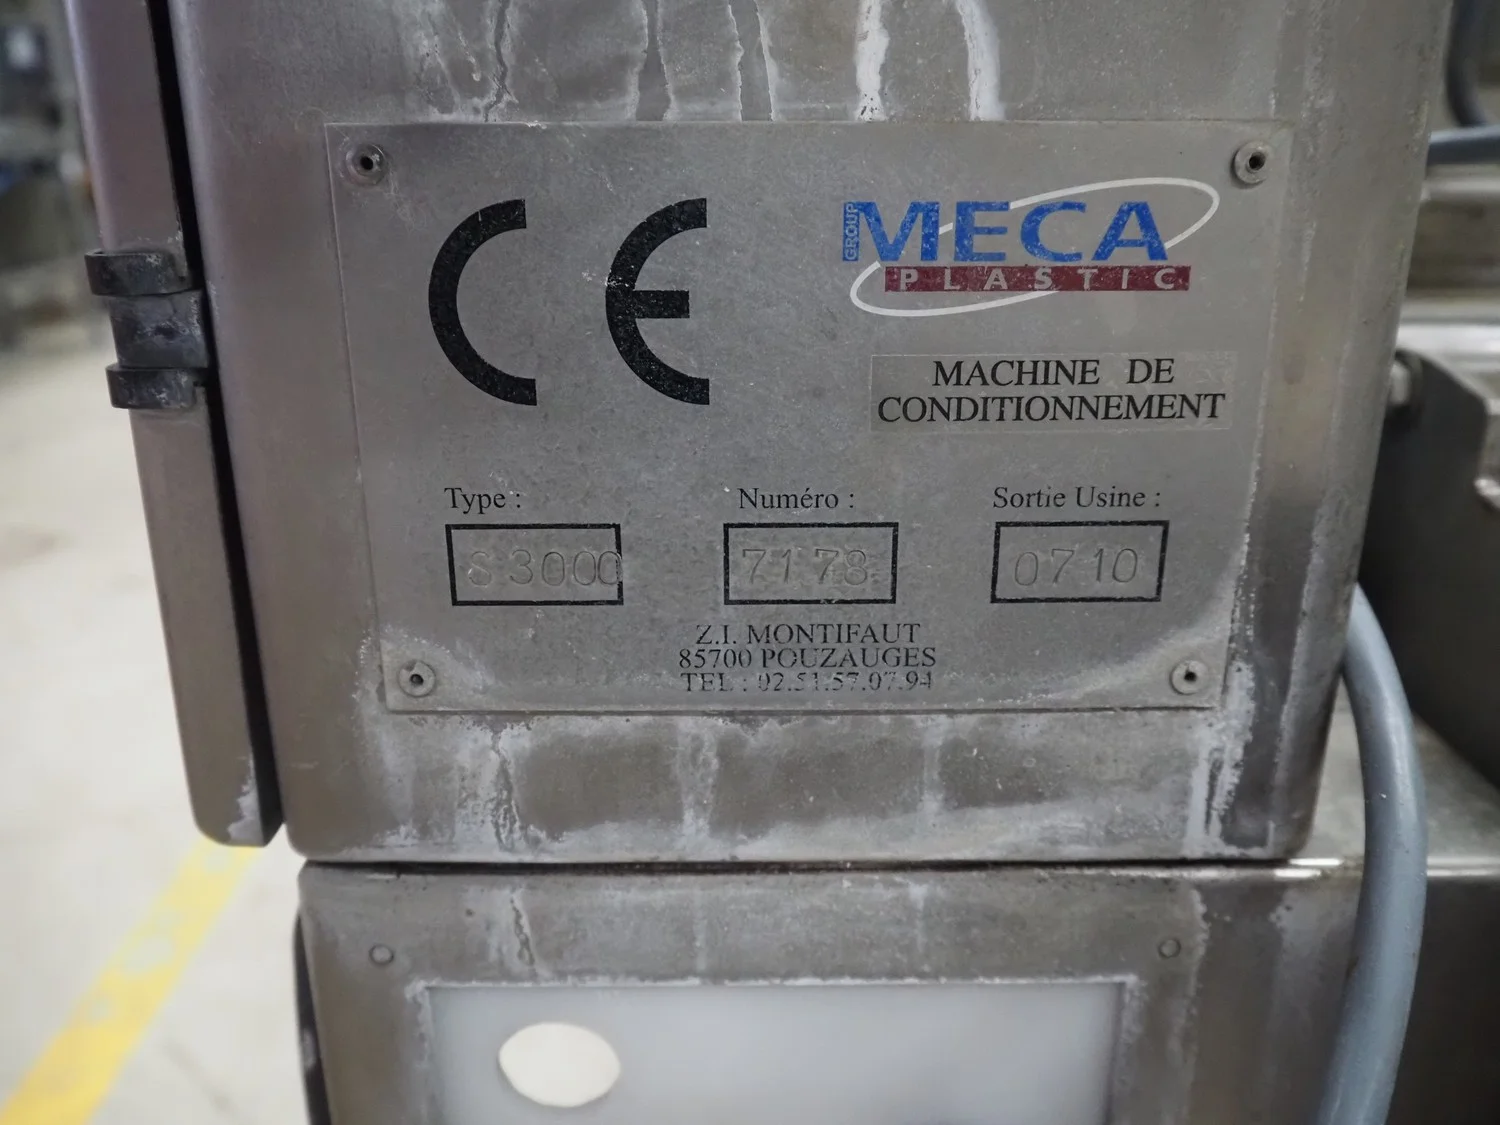 CE
GROUP
MECA
PLASTIC
MACHINE DE
CONDITIONNEMENT
Type :
Numéro :
Sortie Usine :
S3000
7178
0710
Z.I. MONTIFAUT
85700 POUZAUGES
TEL : 02.51.57.07.94